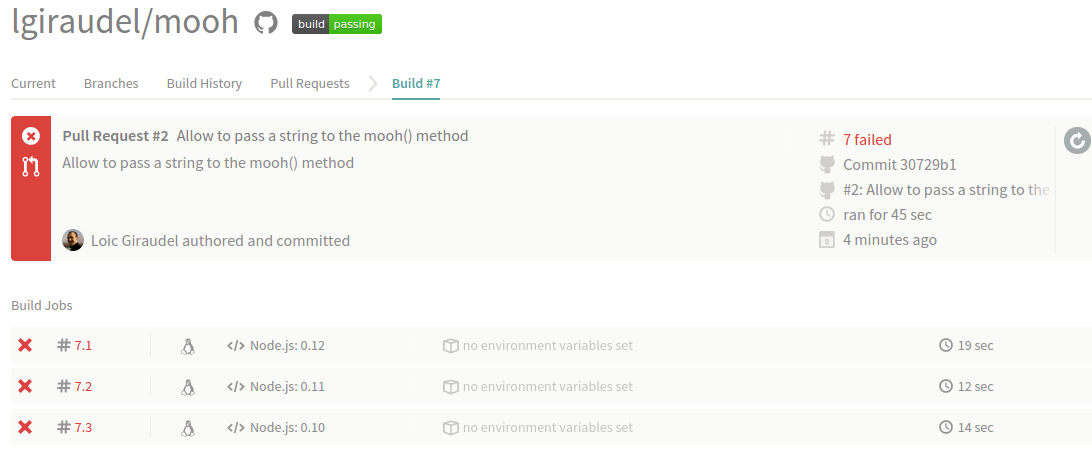 lgiraudel/mooh build passing
Current Branches Build History Pull Requests Build #7
Pull Request #2 Allow to pass a string to the mooh() method
Allow to pass a string to the mooh() method
Loic Giraudel authored and committed
# 7 failed
Commit 30729b1
#2: Allow to pass a string to the
ran for 45 sec
4 minutes ago
Build Jobs
# 7.1 </> Node.js: 0.12 no environment variables set 19 sec
# 7.2 </> Node.js: 0.11 no environment variables set 12 sec
# 7.3 </> Node.js: 0.10 no environment variables set 14 sec